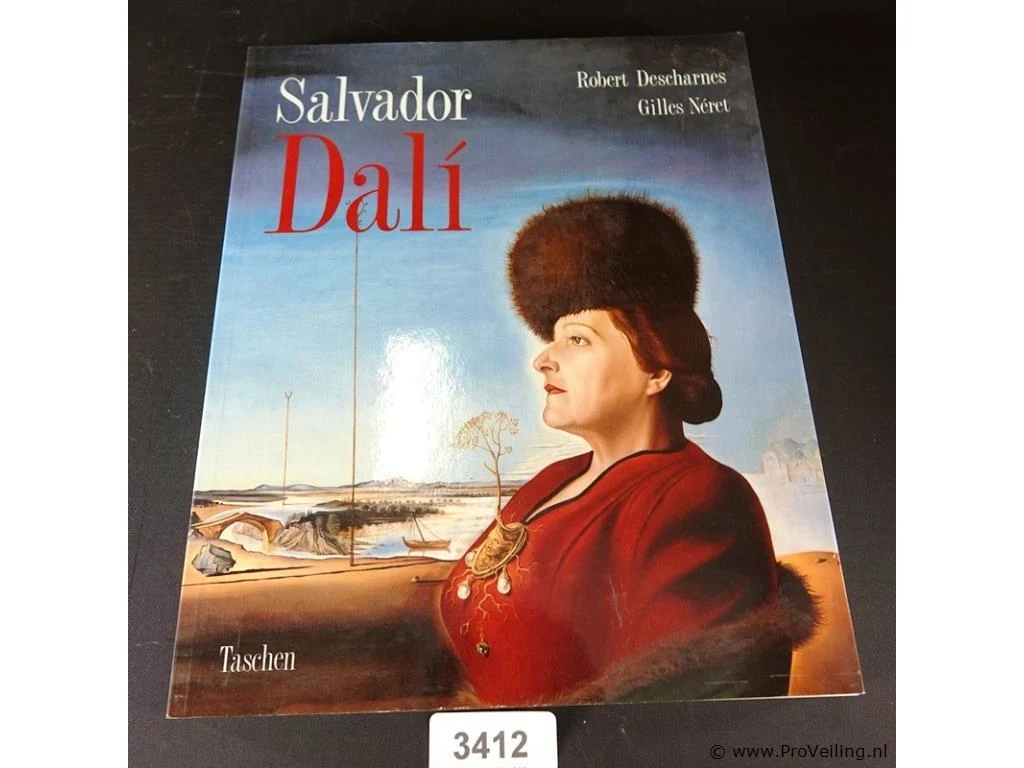 Salvador
Dalí
Robert Descharnes
Gilles Néret
Taschen
3412
© www.ProVeiling.nl